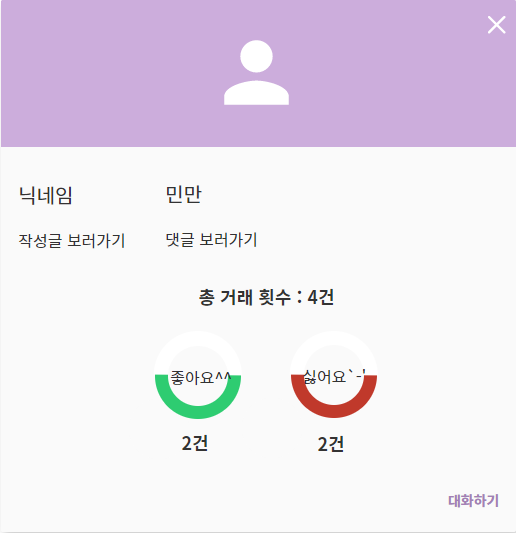 닉네임 민만
작성글 보러가기 댓글 보러가기
총 거래 횟수 : 4건
좋아요^^ 싫어요`-'
2건 2건
대화하기